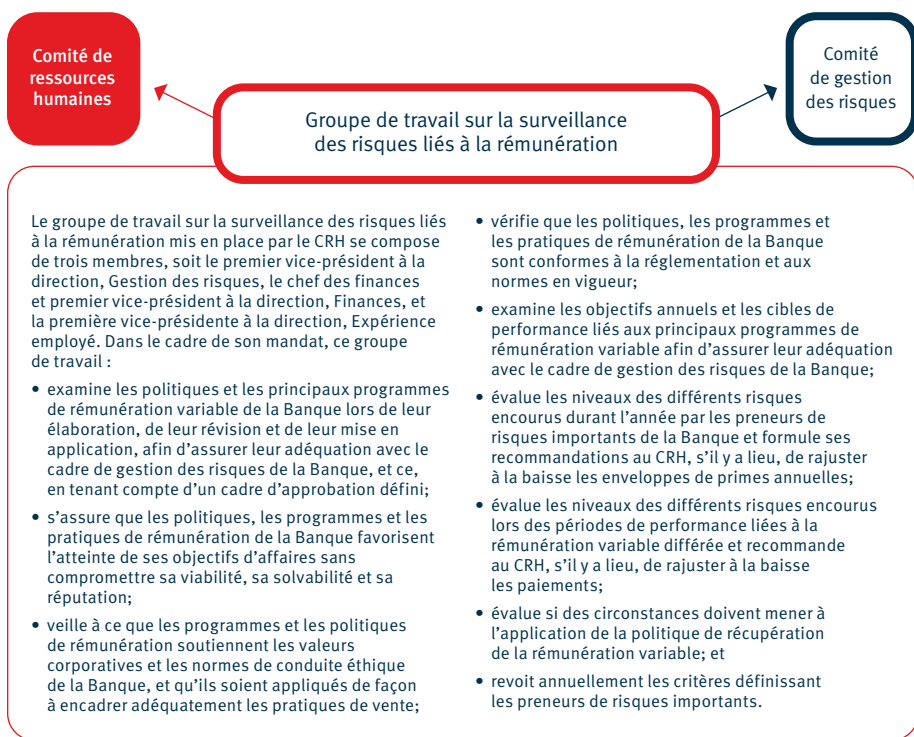 Comité de
ressources
humaines
Groupe de travail sur la surveillance
des risques liés à la rémunération
Comité
de gestion
des risques
Le groupe de travail sur la surveillance des risques liés
à la rémunération mis en place par le CRH se compose
de trois membres, soit le premier vice-président à la
direction, Gestion des risques, le chef des finances
et premier vice-président à la direction, Finances, et
la première vice-présidente à la direction, Expérience
employé. Dans le cadre de son mandat, ce groupe
de travail :
• examine les politiques et les principaux programmes
de rémunération variable de la Banque lors de leur
élaboration, de leur révision et de leur mise en
application, afin d'assurer leur adéquation avec le
cadre de gestion des risques de la Banque, et ce,
en tenant compte d'un cadre d'approbation défini;
• s'assure que les politiques, les programmes et les
pratiques de rémunération de la Banque favorisent
l'atteinte de ses objectifs d'affaires sans
compromettre sa viabilité, sa solvabilité et sa
réputation;
• veille à ce que les programmes et les politiques
de rémunération soutiennent les valeurs
corporatives et les normes de conduite éthique
de la Banque, et qu'ils soient appliqués de façon
à encadrer adéquatement les pratiques de vente;
• vérifie que les politiques, les programmes et
les pratiques de rémunération de la Banque
sont conformes à la réglementation et aux
normes en vigueur;
• examine les objectifs annuels et les cibles de
performance liés aux principaux programmes de
rémunération variable afin d'assurer leur adéquation
avec le cadre de gestion des risques de la Banque;
• évalue les niveaux des différents risques
encourus durant l'année par les preneurs de
risques importants de la Banque et formule ses
recommandations au CRH, s'il y a lieu, de rajuster
à la baisse les enveloppes de primes annuelles;
• évalue les niveaux des différents risques encourus
lors des périodes de performance liées à la
rémunération variable différée et recommande
au CRH, s'il y a lieu, de rajuster à la baisse
les paiements;
• évalue si des circonstances doivent mener à
l'application de la politique de récupération
de la rémunération variable; et
• revoit annuellement les critères définissant
les preneurs de risques importants.